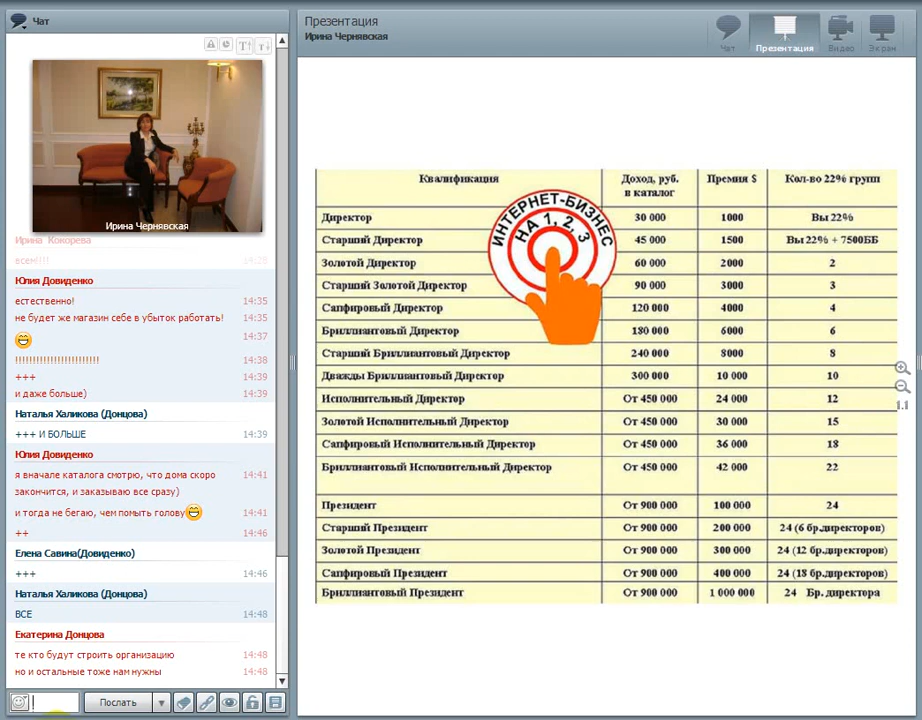 Чат
Ирина Чернявская
Ирина Кокорева
всем!!!! 14:28
Юлия Довиденко
естественно! 14:35
не будет же магазин себе в убыток работать! 14:35
14:37
!!!!!!!!!!!!!!!!!!!!!!!! 14:38
+++ 14:39
и даже больше) 14:39
Наталья Халикова (Донцова)
+++ И БОЛЬШЕ 14:39
Юлия Довиденко
я вначале каталога смотрю, что дома скоро 14:41
закончится, и заказываю все сразу)
и тогда не бегаю, чем помыть голову 14:41
++ 14:46
Елена Савина(Довиденко)
+++ 14:46
Наталья Халикова (Донцова)
ВСЕ 14:48
Екатерина Донцова
те кто будут строить организацию 14:48
но и остальные тоже нам нужны 14:48
Послать
Презентация
Ирина Чернявская
Чат Презентация Видео Экран
Квалификация Доход, руб. Премия $ Кол-во 22% групп
в каталог
Директор 30 000 1000 Вы 22%
Старший Директор 45 000 1500 Вы 22% + 7500ББ
Золотой Директор 60 000 2000 2
Старший Золотой Директор 90 000 3000 3
Сапфировый Директор 120 000 4000 4
Бриллиантовый Директор 180 000 6000 6
Старший Бриллиантовый Директор 240 000 8000 8
Дважды Бриллиантовый Директор 300 000 10 000 10
Исполнительный Директор От 450 000 24 000 12
Золотой Исполнительный Директор От 450 000 30 000 15
Сапфировый Исполнительный Директор От 450 000 36 000 18
Бриллиантовый Исполнительный Директор От 450 000 42 000 22
Президент От 900 000 100 000 24
Старший Президент От 900 000 200 000 24 (6 бр.директоров)
Золотой Президент От 900 000 300 000 24 (12 бр.директоров)
Сапфировый Президент От 900 000 400 000 24 (18 бр.директоров)
Бриллиантовый Президент От 900 000 1 000 000 24 Бр. директора
ИНТЕРНЕТ-БИЗНЕС
НА 1, 2, 3
1.1